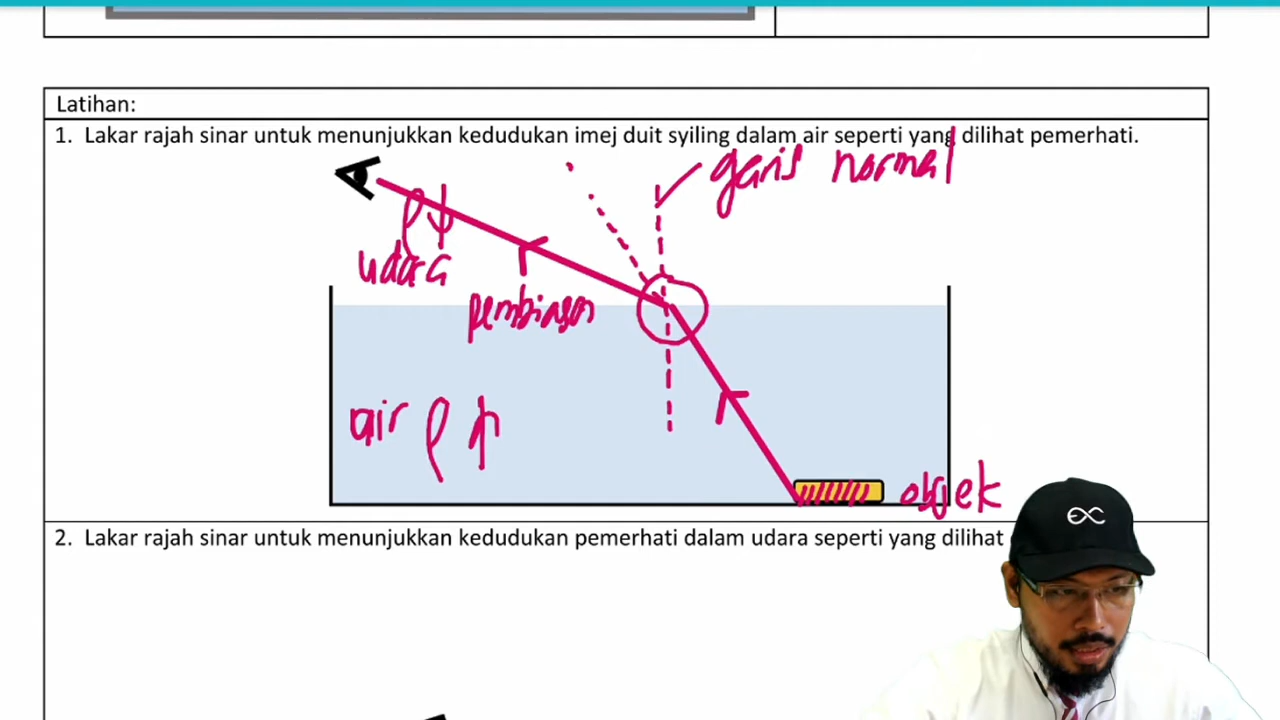 Latihan:
1. Lakar rajah sinar untuk menunjukkan kedudukan imej duit syiling dalam air seperti yang dilihat pemerhati.
garis normal
ρ ↓
udara
pembiasan
air ρ ↑
objek
2. Lakar rajah sinar untuk menunjukkan kedudukan pemerhati dalam udara seperti yang dilihat